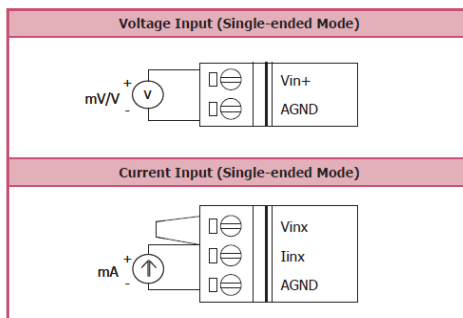 Voltage Input (Single-ended Mode)
mV/V
+
V
-
Vin+
AGND
Current Input (Single-ended Mode)
mA
+
-
Vinx
Iinx
AGND